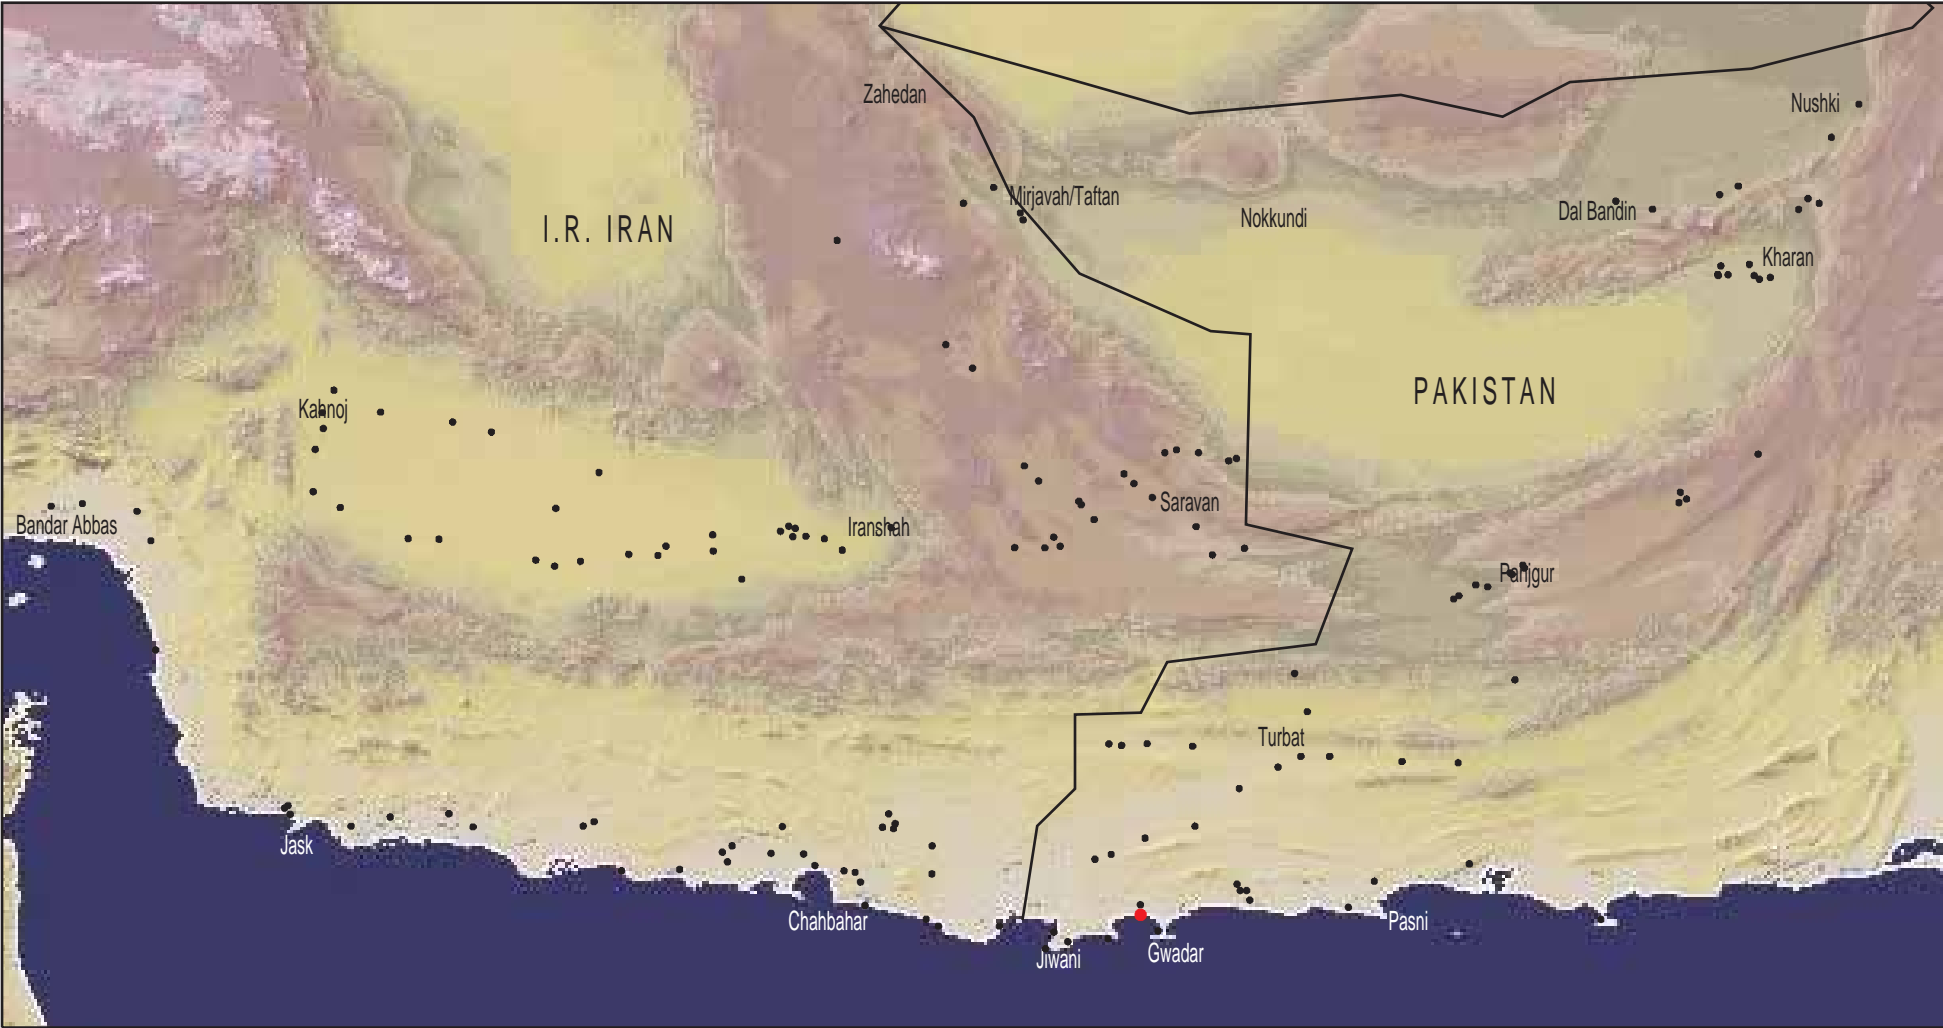 Zahedan
Nushki
Mirjavah/Taftan
Nokkundi
Dal Bandin
I.R. IRAN
Kharan
PAKISTAN
Kahnoj
Saravan
Bandar Abbas
Iranshah
Panjgur
Turbat
Jask
Chahbahar
Pasni
Jiwani
Gwadar